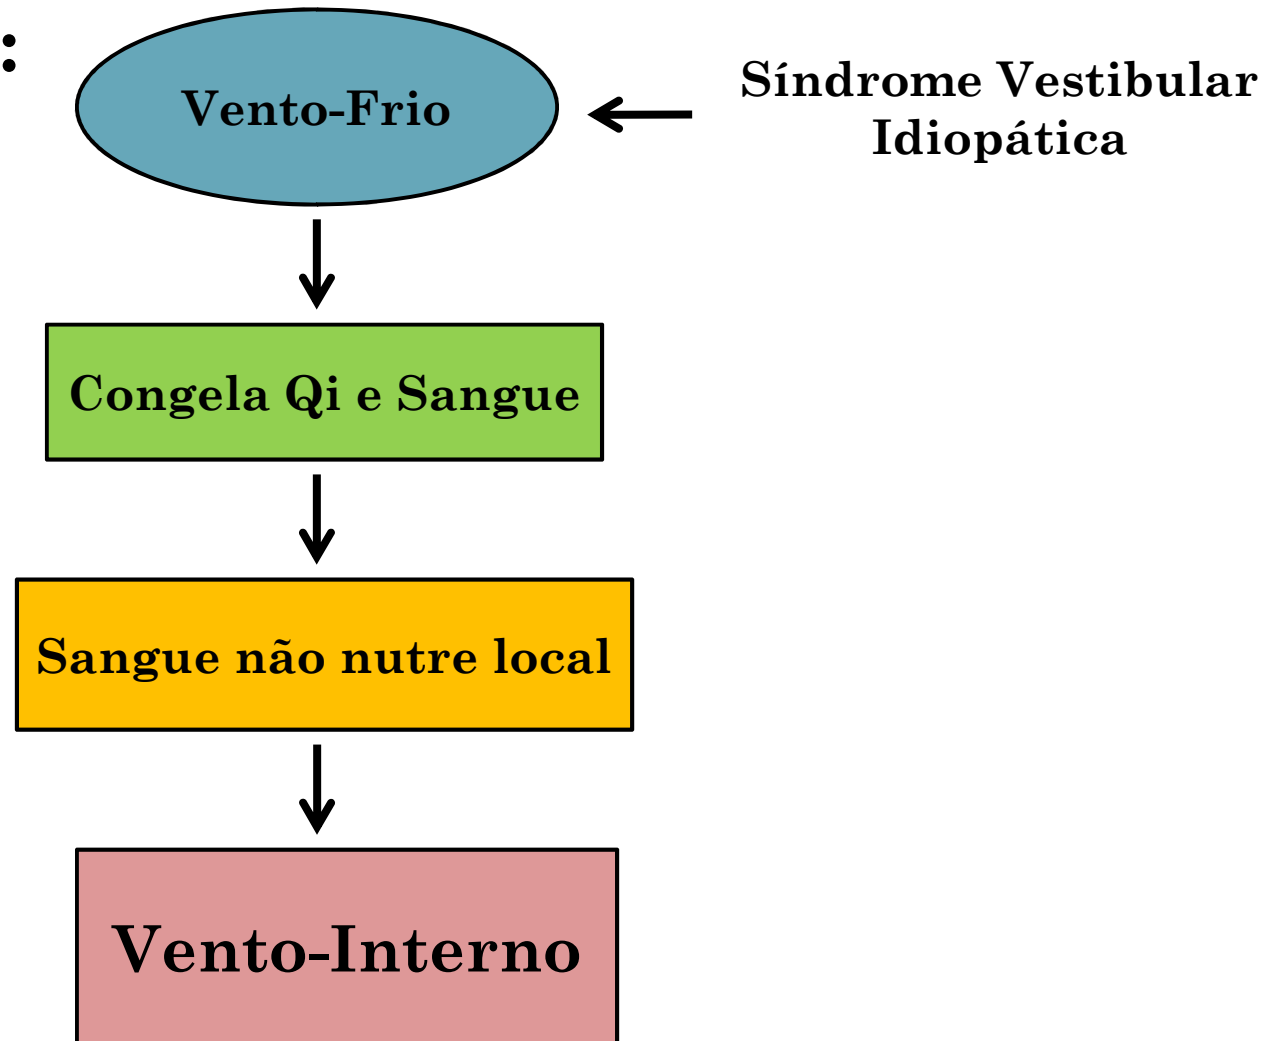 :
Vento-Frio
Síndrome Vestibular
Idiopática
Congela Qi e Sangue
Sangue não nutre local
Vento-Interno